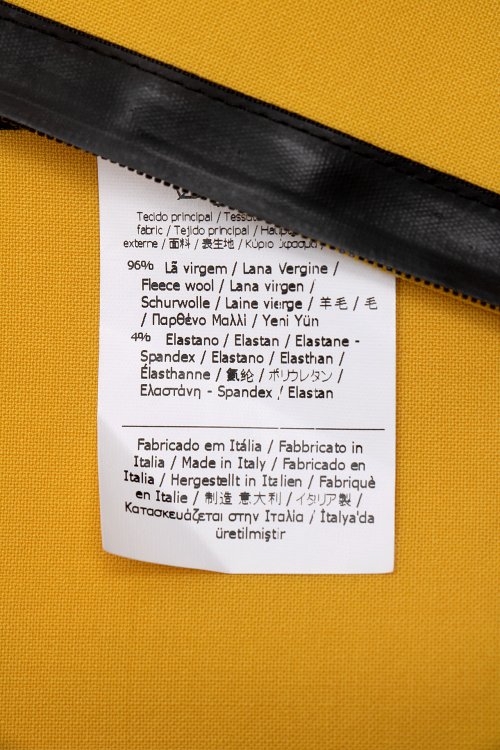 Tecido principal / Tessu
fabric / Tejido principal /
externe / 面料 / 表生地 / Κύριο ύφασμα /
96% Lã virgem / Lana Vergine /
Fleece wool / Lana virgen /
Schurwolle / Laine vierge / 羊毛 / 毛
/ Παρθένο Μαλλί / Yeni Yün
4% Elastano / Elastan / Elastane -
Spandex / Elastano / Elasthan /
Élasthanne / 氨纶 / ポリウレタン /
Ελαστάνη - Spandex / Elastan
Fabricado em Itália / Fabbricato in
Italia / Made in Italy / Fabricado en
Italia / Hergestellt in Italien / Fabriquè
en Italie / 制造 意大利 / イタリア製 /
Κατασκευάζεται στην Ιταλία / İtalya'da
üretilmiştir